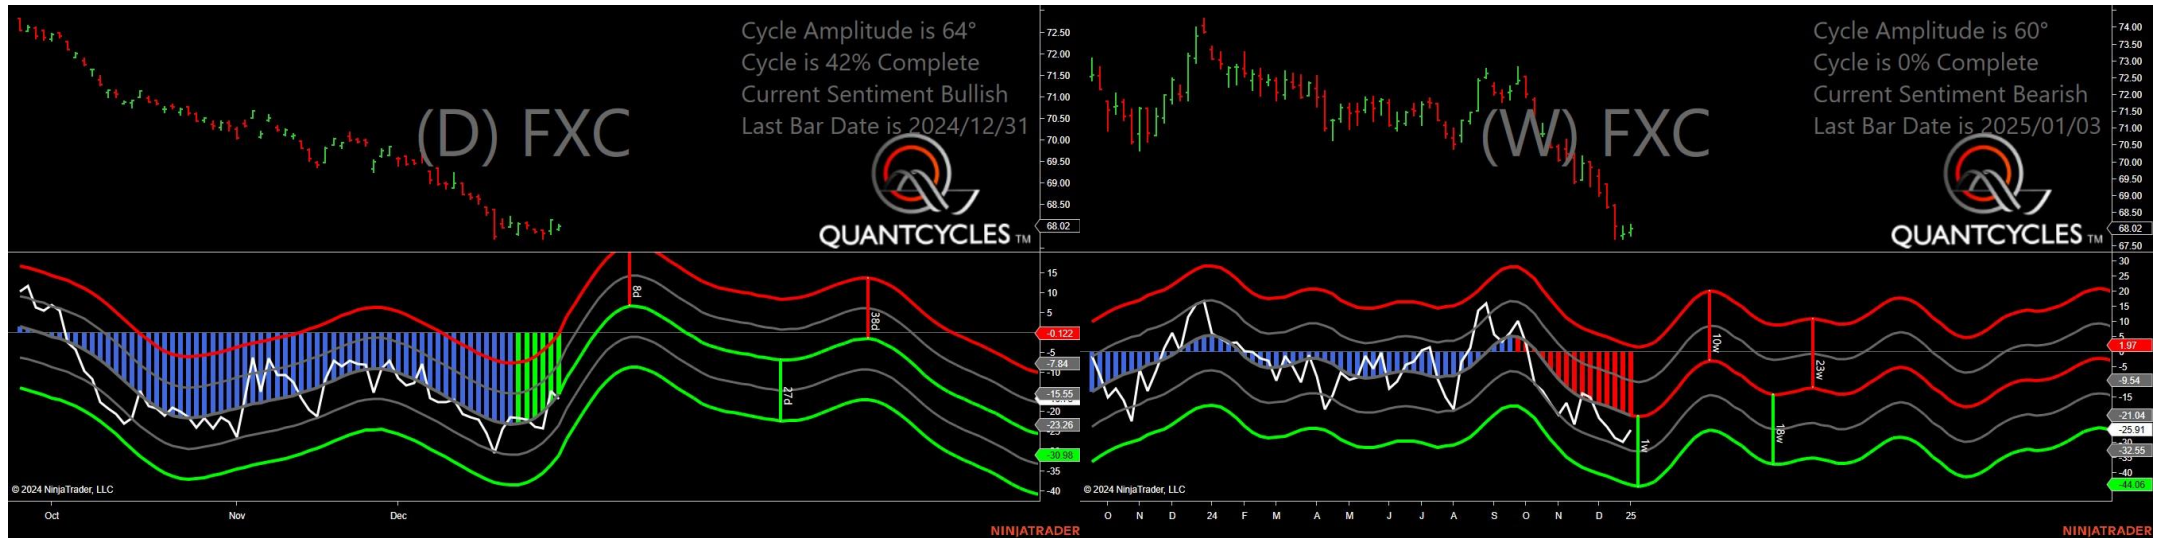 Cycle Amplitude is 64°
Cycle is 42% Complete
Current Sentiment Bullish
Last Bar Date is 2024/12/31
(D) FXC
QUANTCYCLES TM
72.50
72.00
71.50
71.00
70.50
70.00
69.50
69.00
68.50
68.02
15
10
5
-0.122
-5
-7.84
-10
-15.55
-20
-23.26
-30.98
-35
-40
8d
27d
38d
© 2024 NinjaTrader, LLC
Oct
Nov
Dec
NINJATRADER
Cycle Amplitude is 60°
Cycle is 0% Complete
Current Sentiment Bearish
Last Bar Date is 2025/01/03
(W) FXC
QUANTCYCLES TM
74.00
73.50
73.00
72.50
72.00
71.50
71.00
70.50
70.00
69.50
69.00
68.50
68.02
67.50
30
20
15
10
5
1.97
-5
-9.54
-15
-21.04
-25.91
-32.55
-40
-44.06
1w
10w
18w
23w
© 2024 NinjaTrader, LLC
O N D 24 F M A M J J A S O N D 25
NINJATRADER